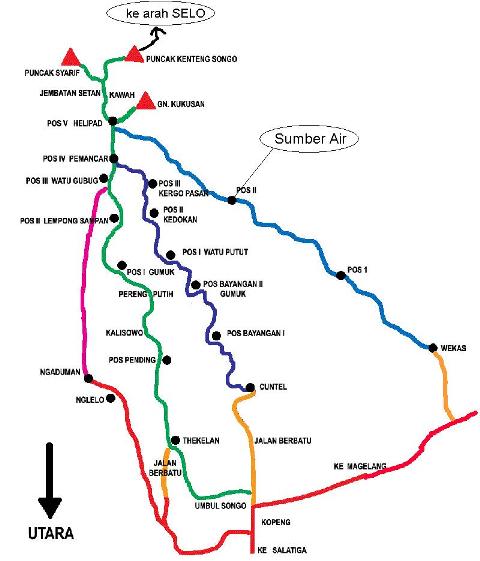 ke arah SELO
PUNCAK KENTENG SONGO
PUNCAK SYARIF
JEMBATAN SETAN
KAWAH
GN. KUKUSAN
POS V HELIPAD
Sumber Air
POS IV PEMANCAR
POS III WATU GUBUG
POS III
KERGO PASAR
POS II
POS II
KEDOKAN
POS II LEMPONG SAMPAN
POS I WATU PUTUT
POS I GUMUK
POS 1
PERENG PUTIH
POS BAYANGAN II
GUMUK
KALISOWO
POS BAYANGAN I
WEKAS
POS PENDING
NGADUMAN
CUNTEL
NGLELO
THEKELAN
JALAN BERBATU
JALAN
BERBATU
KE MAGELANG
UMBUL SONGO
KOPENG
UTARA
KE SALATIGA